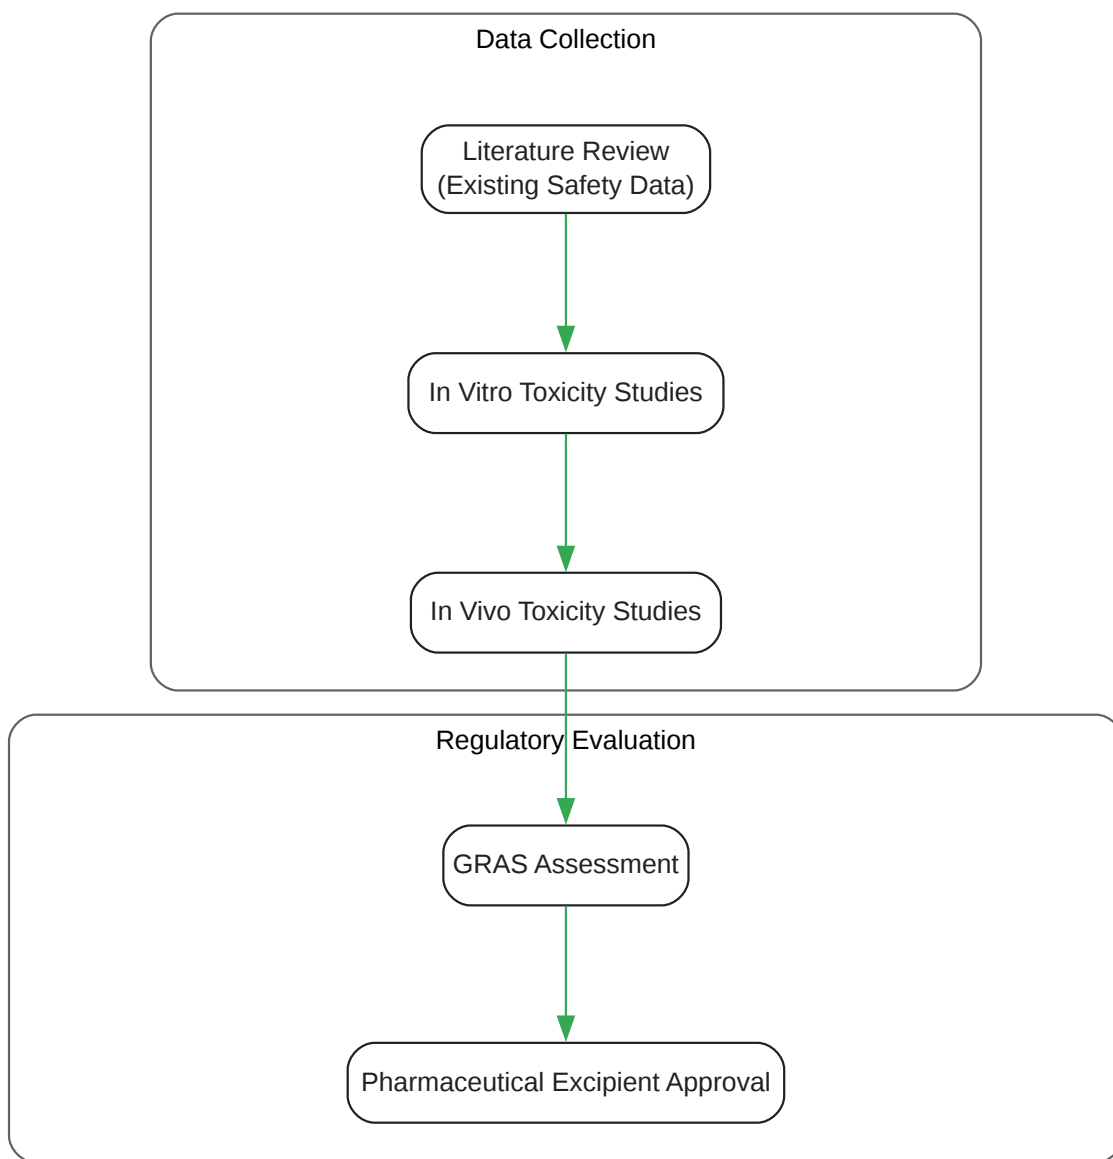 Data Collection
Literature Review
(Existing Safety Data)
In Vitro Toxicity Studies
In Vivo Toxicity Studies
Regulatory Evaluation
GRAS Assessment
Pharmaceutical Excipient Approval